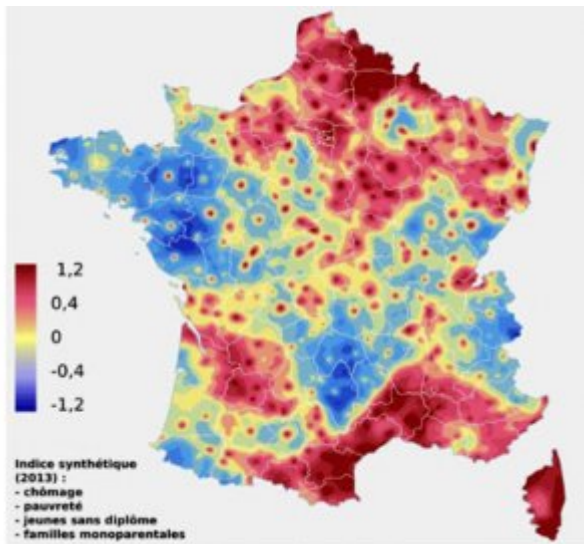 1,2
0,4
0
-0,4
-1,2
Indice synthétique
(2013) :
- chômage
- pauvreté
- jeunes sans diplôme
- familles monoparentales